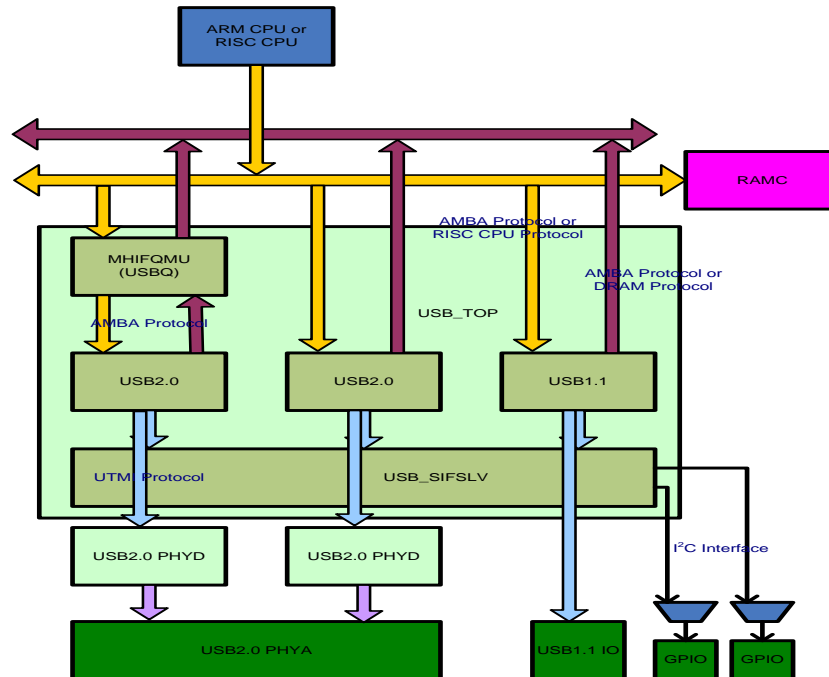 ARM CPU or
RISC CPU
RAMC
AMBA Protocol or
RISC CPU Protocol
MHIFQMU
(USBQ)
AMBA Protocol or
DRAM Protocol
USB_TOP
AMBA Protocol
USB2.0
USB2.0
USB1.1
UTMI Protocol
USB_SIFSLV
I²C Interface
USB2.0 PHYD
USB2.0 PHYD
USB2.0 PHYA
USB1.1 IO
GPIO
GPIO